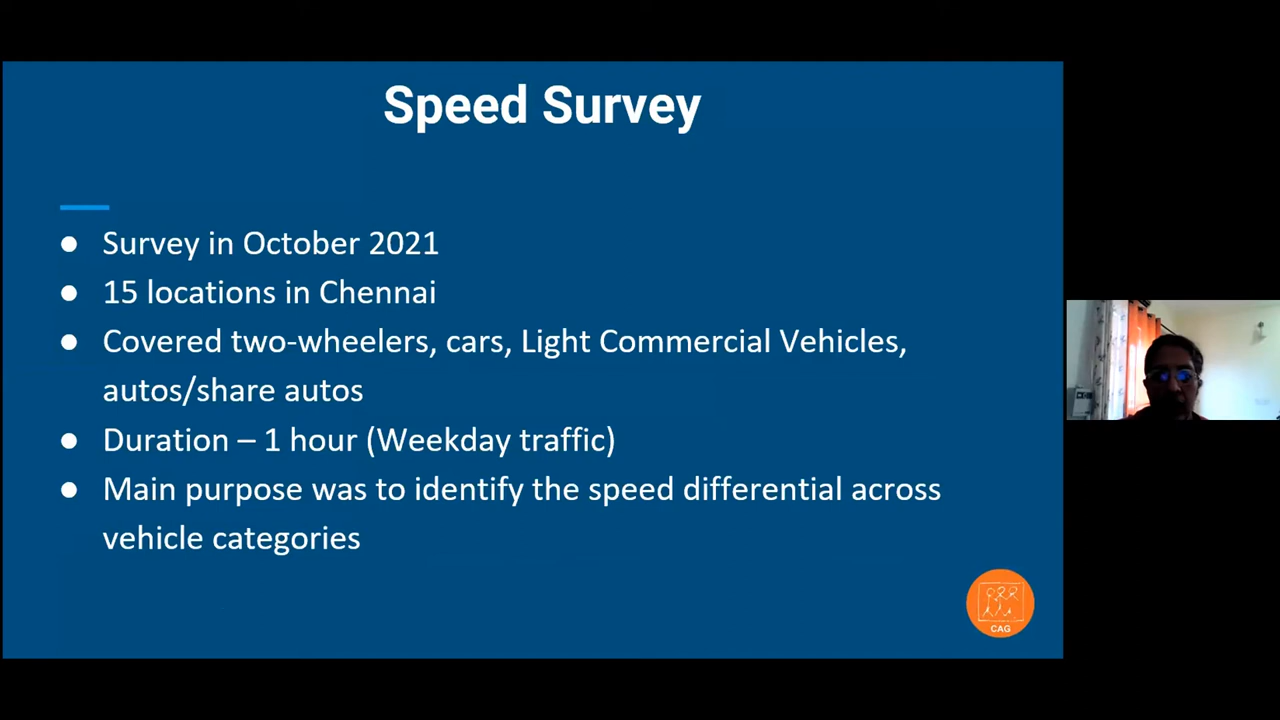 Speed Survey
● Survey in October 2021
● 15 locations in Chennai
● Covered two-wheelers, cars, Light Commercial Vehicles,
autos/share autos
● Duration – 1 hour (Weekday traffic)
● Main purpose was to identify the speed differential across
vehicle categories
CAG